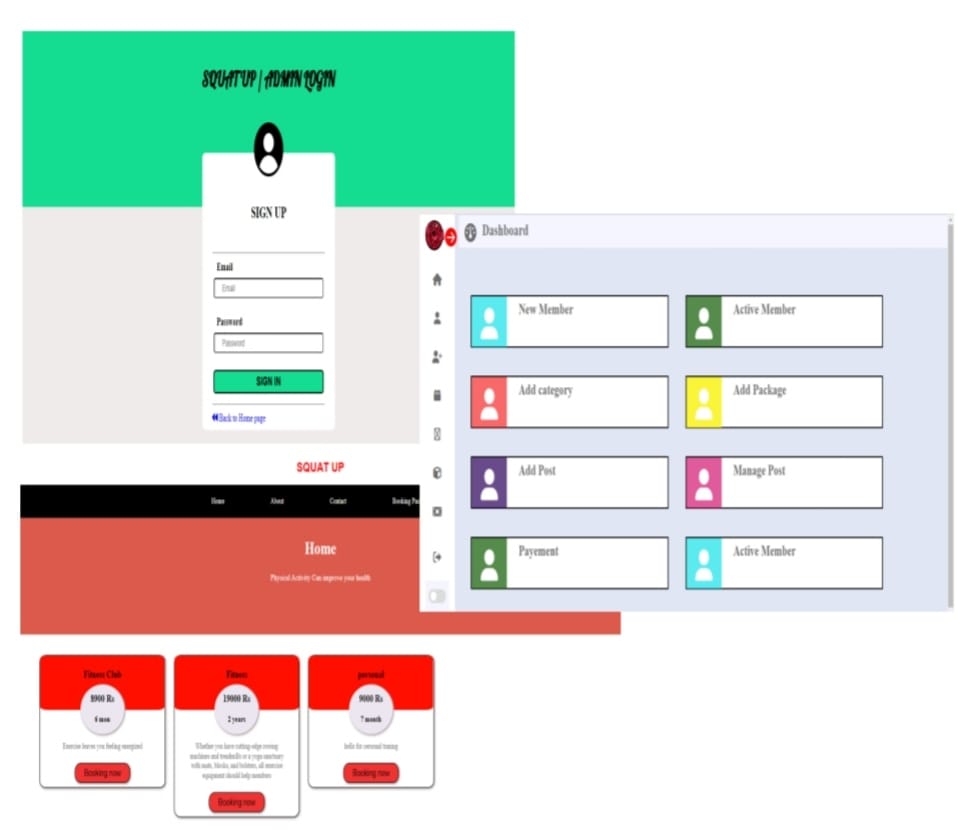 SQUAT UP | ADMIN LOGIN
SIGN UP
Email
Email
Password
Password
SIGN IN
Back to Home page
Dashboard
New Member
Active Member
Add category
Add Package
Add Post
Manage Post
Payement
Active Member
SQUAT UP
Home
About
Contact
Booking
Home
Physical Activity Can improve your health
Fitness Club
8900 Rs
6 mon
Exercise leaves you feeling energized
Booking now
Fitness
19000 Rs
2 years
Whether you have cutting-edge rowing
machines and treadmills or a yoga sanctuary
with mats, blocks, and bolsters, all exercise
equipment should help members
Booking now
personal
9000 Rs
7 month
hello for personal traning
Booking now